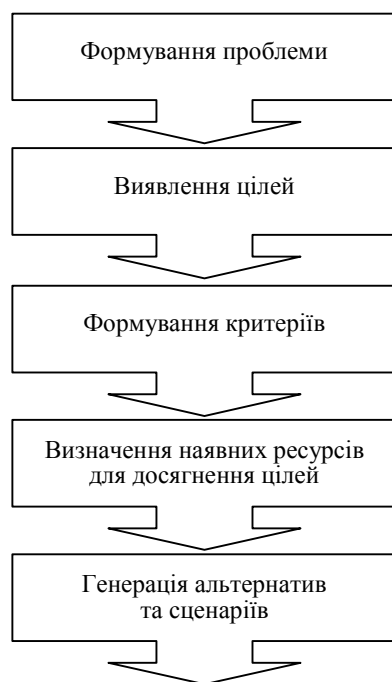 Формування проблеми
Виявлення цілей
Формування критеріїв
Визначення наявних ресурсів
для досягнення цілей
Генерація альтернатив
та сценаріїв